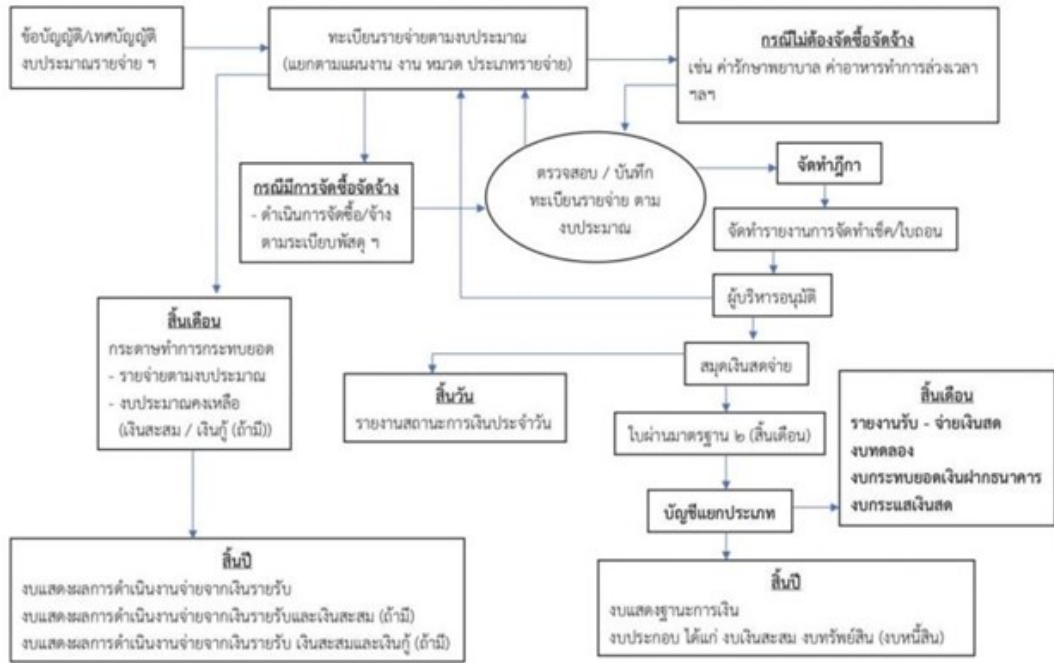 ข้อบัญญัติ/เทศบัญญัติ
งบประมาณรายจ่าย ฯ
ทะเบียนรายจ่ายตามงบประมาณ
(แยกตามแผนงาน งาน หมวด ประเภทรายจ่าย)
กรณีไม่ต้องจัดซื้อจัดจ้าง
เช่น ค่ารักษาพยาบาล ค่าอาหารทำการล่วงเวลา
ฯลฯ
กรณีมีการจัดซื้อจัดจ้าง
- ดำเนินการจัดซื้อ/จ้าง
ตามระเบียบพัสดุ ฯ
ตรวจสอบ / บันทึก
ทะเบียนรายจ่าย ตาม
งบประมาณ
จัดทำฎีกา
จัดทำรายงานการจัดทำเช็ค/ใบถอน
ผู้บริหารอนุมัติ
สิ้นเดือน
กระดาษทำการกระทบยอด
- รายจ่ายตามงบประมาณ
- งบประมาณคงเหลือ
(เงินสะสม / เงินกู้ (ถ้ามี))
สมุดเงินสดจ่าย
สิ้นวัน
รายงานสถานะการเงินประจำวัน
ใบผ่านมาตรฐาน ๒ (สิ้นเดือน)
สิ้นเดือน
รายงานรับ - จ่ายเงินสด
งบทดลอง
งบกระทบยอดเงินฝากธนาคาร
งบกระแสเงินสด
บัญชีแยกประเภท
สิ้นปี
งบแสดงผลการดำเนินงานจ่ายจากเงินรายรับ
งบแสดงผลการดำเนินงานจ่ายจากเงินรายรับและเงินสะสม (ถ้ามี)
งบแสดงผลการดำเนินงานจ่ายจากเงินรายรับ เงินสะสมและเงินกู้ (ถ้ามี)
สิ้นปี
งบแสดงฐานะการเงิน
งบประกอบ ได้แก่ งบเงินสะสม งบทรัพย์สิน (งบหนี้สิน)